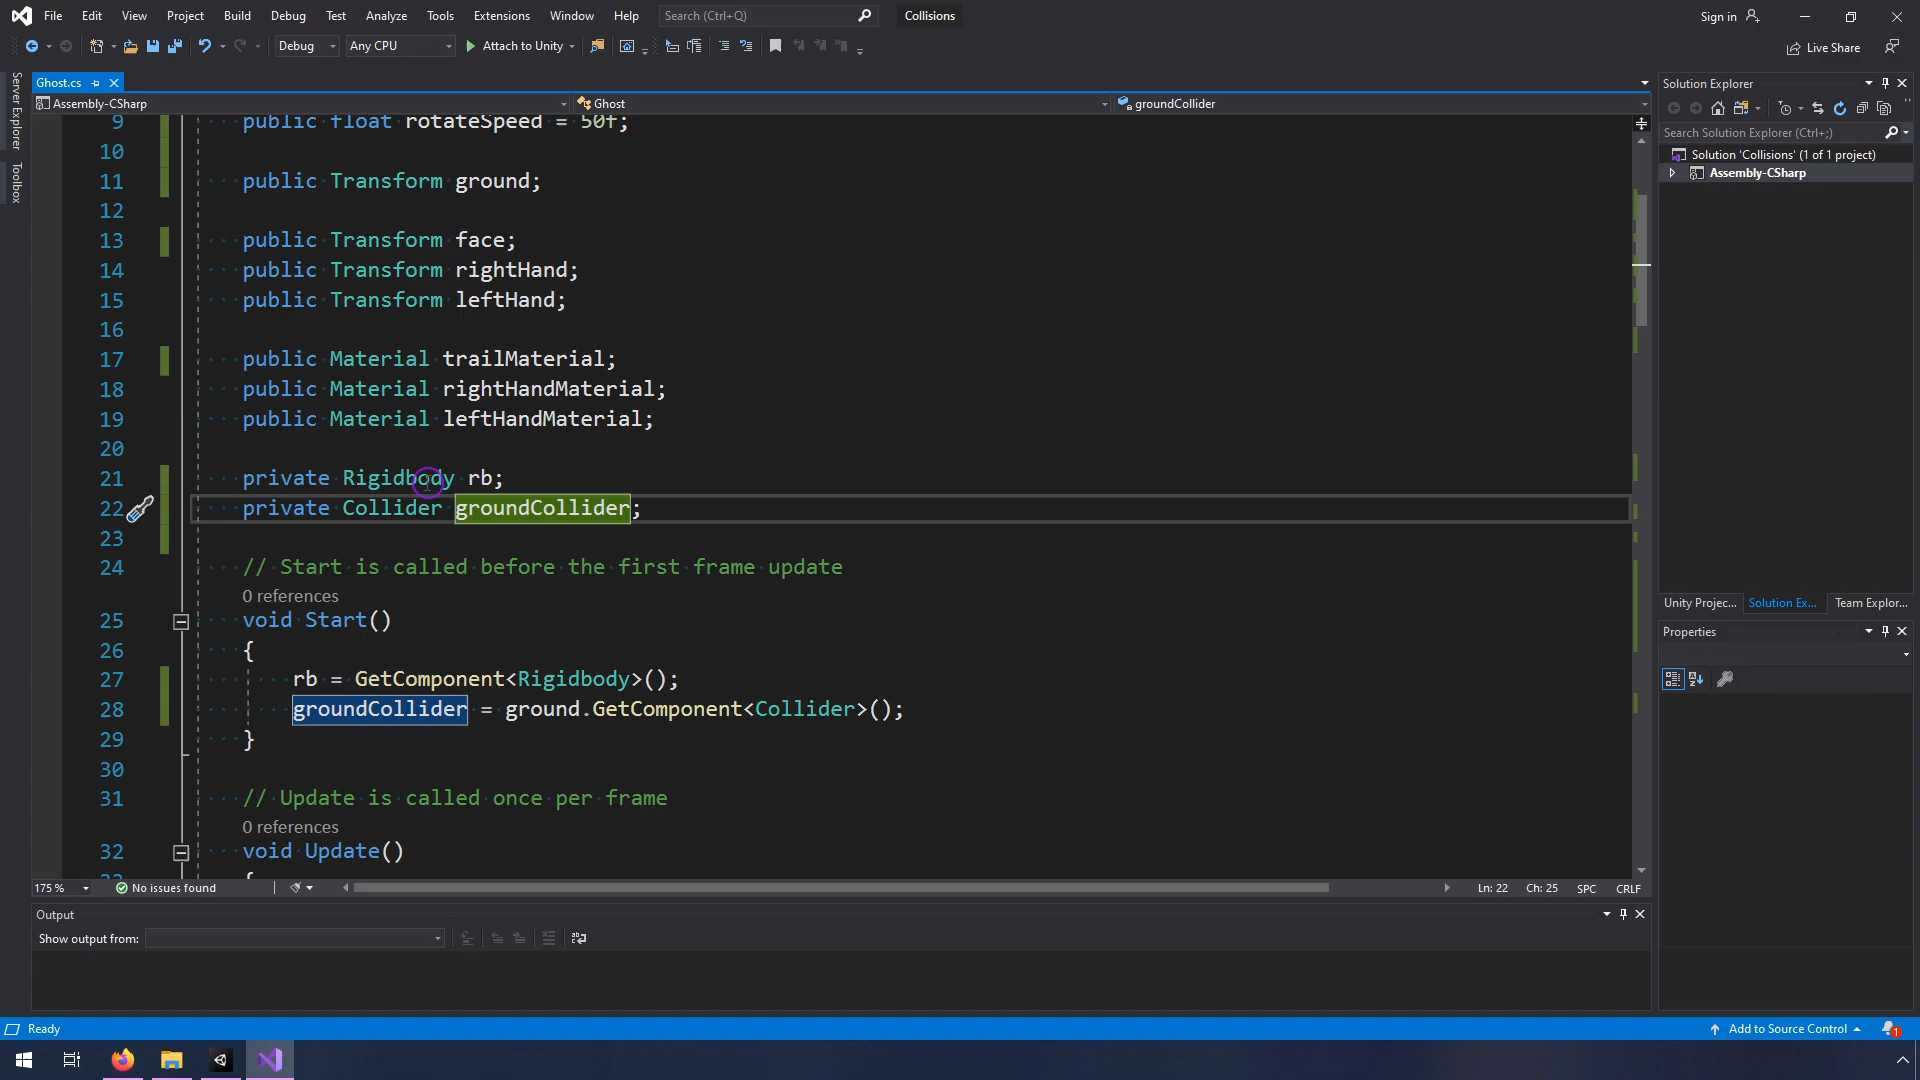 File Edit View Project Build Debug Test Analyze Tools Extensions Window Help Search (Ctrl+Q) Collisions Sign in
Debug Any CPU Attach to Unity Live Share
Server Explorer
Toolbox
Ghost.cs
Assembly-CSharp Ghost groundCollider
9 public float rotateSpeed = 50f;
10
11 public Transform ground;
12
13 public Transform face;
14 public Transform rightHand;
15 public Transform leftHand;
16
17 public Material trailMaterial;
18 public Material rightHandMaterial;
19 public Material leftHandMaterial;
20
21 private Rigidbody rb;
22 private Collider groundCollider;
23
24 // Start is called before the first frame update
0 references
25 void Start()
26 {
27 rb = GetComponent<Rigidbody>();
28 groundCollider = ground.GetComponent<Collider>();
29 }
30
31 // Update is called once per frame
0 references
32 void Update()
{
175 % No issues found Ln: 22 Ch: 25 SPC CRLF
Output
Show output from:
Solution Explorer
Search Solution Explorer (Ctrl+;)
Solution 'Collisions' (1 of 1 project)
Assembly-CSharp
Unity Projec... Solution Ex... Team Explor...
Properties
Ready Add to Source Control 1